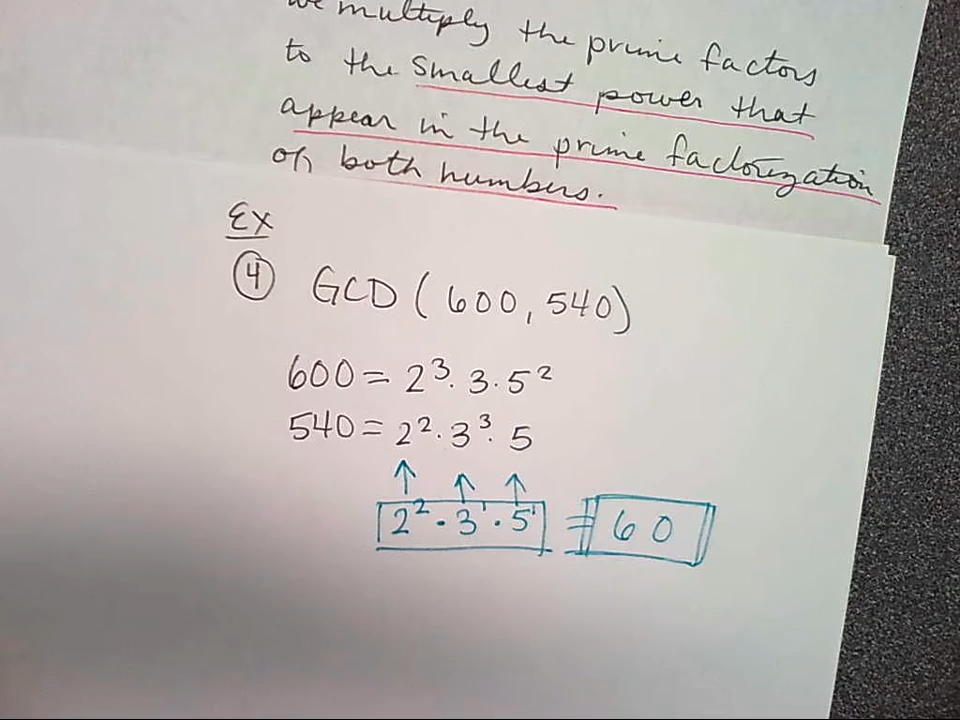 we multiply the prime factors
to the smallest power that
appear in the prime factorization
of both numbers.
Ex
④ GCD (600, 540)
600 = 2³ · 3 · 5²
540 = 2² · 3³ · 5
↑ ↑ ↑
2² · 3¹ · 5¹ = 60